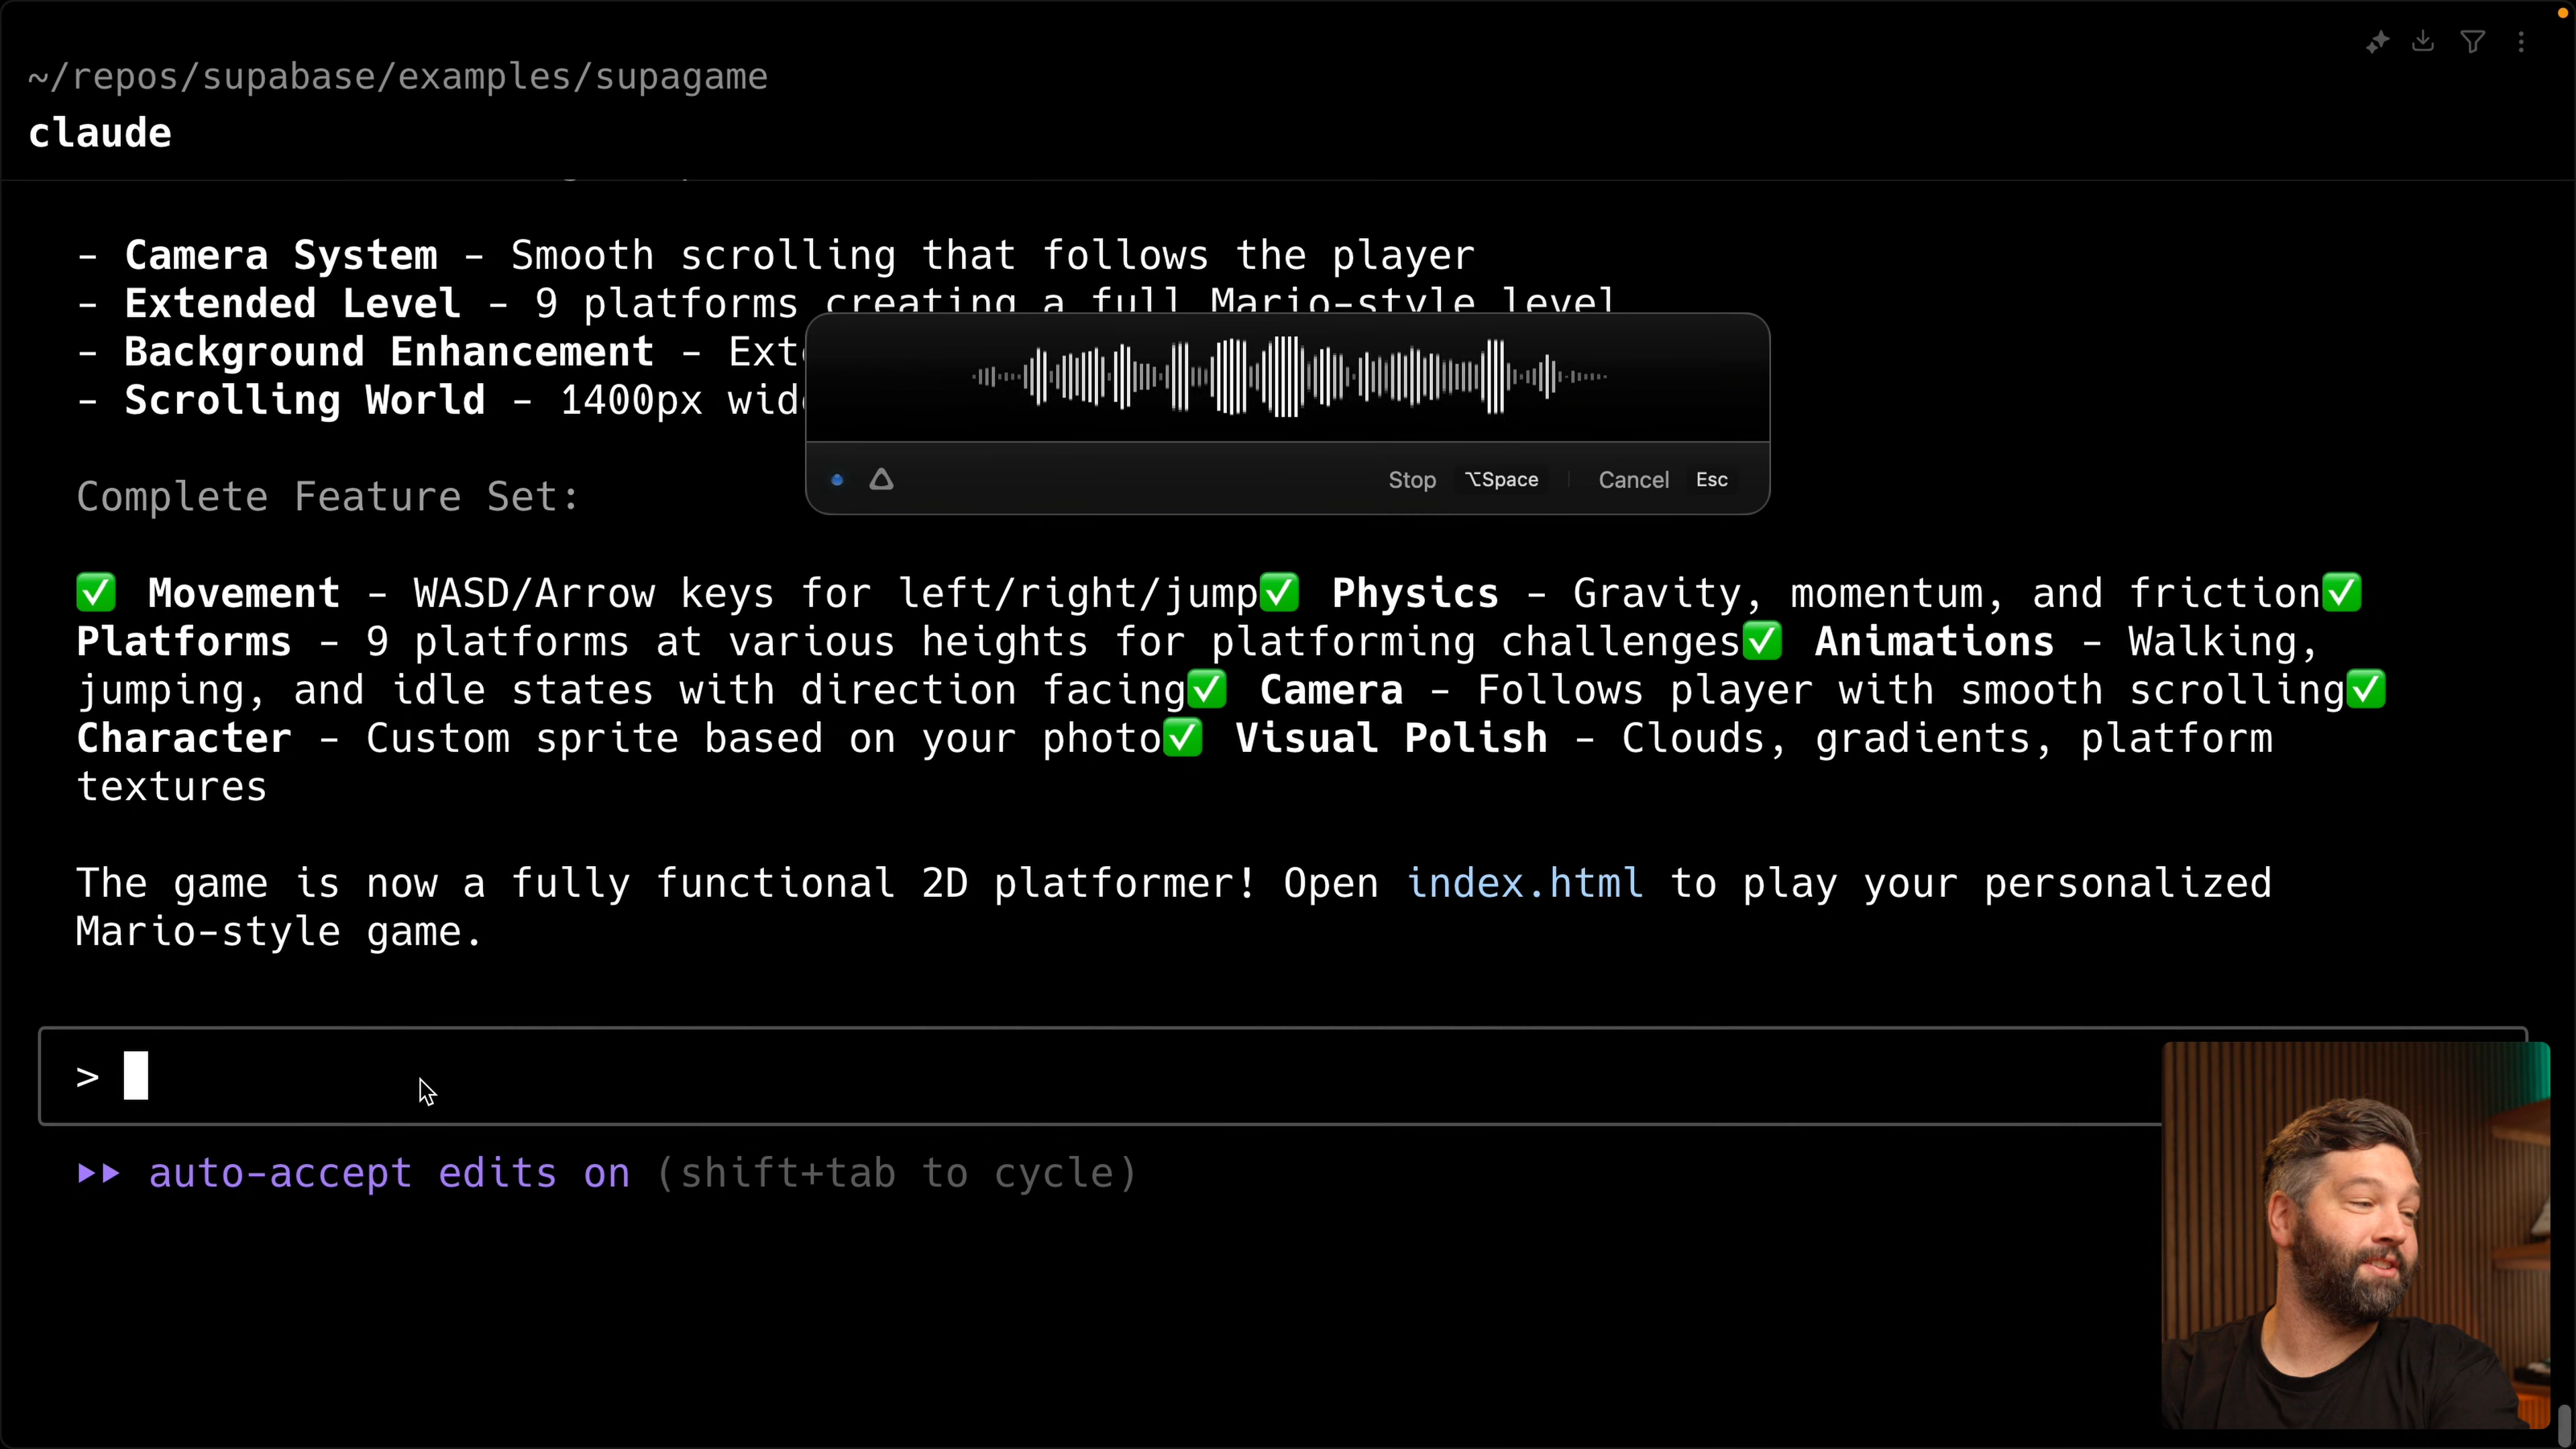 ~/repos/supabase/examples/supagame
claude
- Camera System - Smooth scrolling that follows the player
- Extended Level - 9 platforms creating a full Mario-style level
- Background Enhancement -
- Scrolling World - 1400px
Stop ⌥Space Cancel Esc
Complete Feature Set:
✅ Movement - WASD/Arrow keys for left/right/jump✅ Physics - Gravity, momentum, and friction✅
Platforms - 9 platforms at various heights for platforming challenges✅ Animations - Walking,
jumping, and idle states with direction facing✅ Camera - Follows player with smooth scrolling✅
Character - Custom sprite based on your photo✅ Visual Polish - Clouds, gradients, platform
textures
The game is now a fully functional 2D platformer! Open index.html to play your personalized
Mario-style game.
>
auto-accept edits on (shift+tab to cycle)